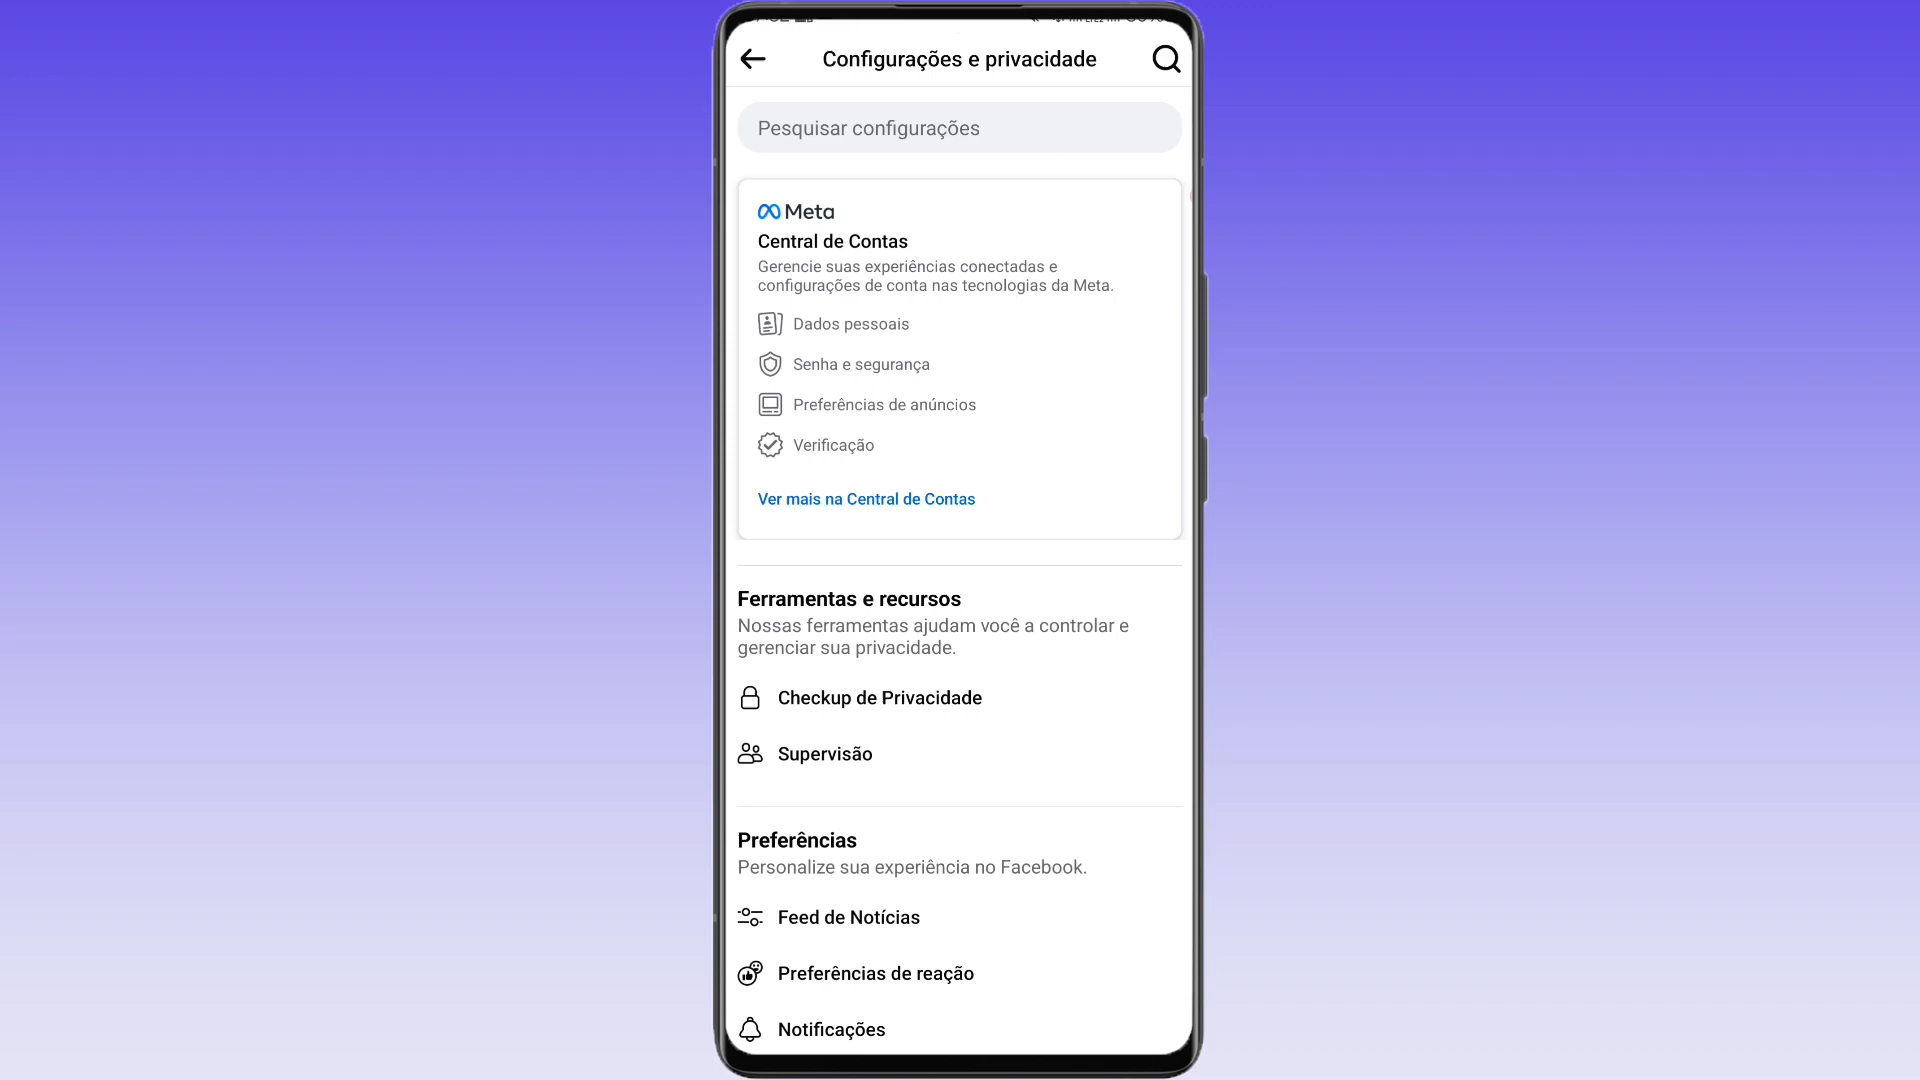 Configurações e privacidade
Pesquisar configurações
Meta
Central de Contas
Gerencie suas experiências conectadas e
configurações de conta nas tecnologias da Meta.
Dados pessoais
Senha e segurança
Preferências de anúncios
Verificação
Ver mais na Central de Contas
Ferramentas e recursos
Nossas ferramentas ajudam você a controlar e
gerenciar sua privacidade.
Checkup de Privacidade
Supervisão
Preferências
Personalize sua experiência no Facebook.
Feed de Notícias
Preferências de reação
Notificações